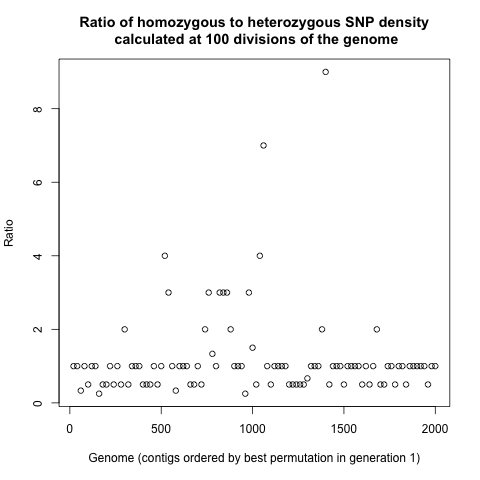 Ratio of homozygous to heterozygous SNP density
calculated at 100 divisions of the genome
8
6
4
2
0
Ratio
0 500 1000 1500 2000
Genome (contigs ordered by best permutation in generation 1)